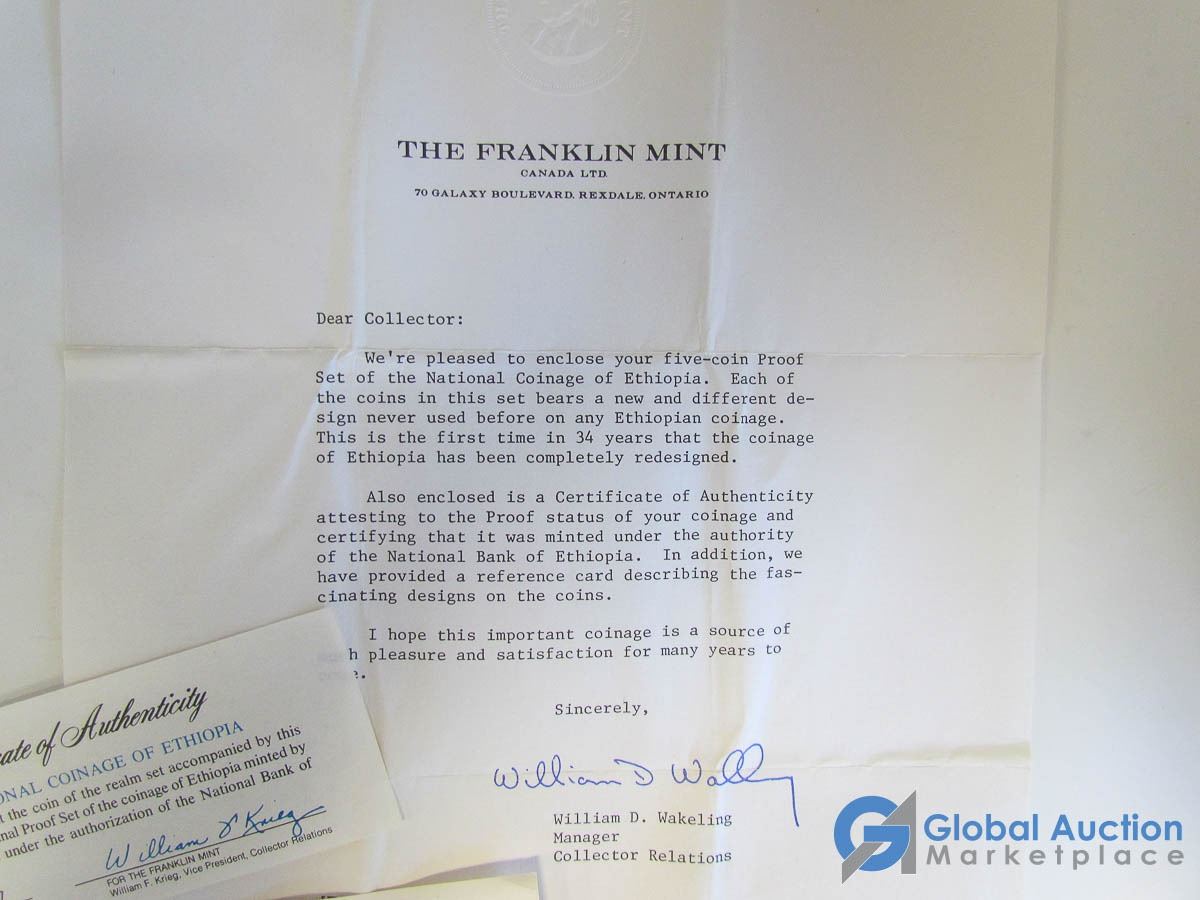 THE FRANKLIN MINT
CANADA LTD.
70 GALAXY BOULEVARD, REXDALE, ONTARIO
Dear Collector:
We're pleased to enclose your five-coin Proof
Set of the National Coinage of Ethiopia. Each of
the coins in this set bears a new and different de-
sign never used before on any Ethiopian coinage.
This is the first time in 34 years that the coinage
of Ethiopia has been completely redesigned.
Also enclosed is a Certificate of Authenticity
attesting to the Proof status of your coinage and
certifying that it was minted under the authority
of the National Bank of Ethiopia. In addition, we
have provided a reference card describing the fas-
cinating designs on the coins.
I hope this important coinage is a source of
h pleasure and satisfaction for many years to
e.
Sincerely,
William D. Wakeling
Manager
Collector Relations
cate of Authenticity
ONAL COINAGE OF ETHIOPIA
t the coin of the realm set accompanied by this
nal Proof Set of the coinage of Ethiopia minted by
under the authorization of the National Bank of
William F Krieg
FOR THE FRANKLIN MINT
William F. Krieg, Vice President, Collector Relations
Global Auction
Marketplace